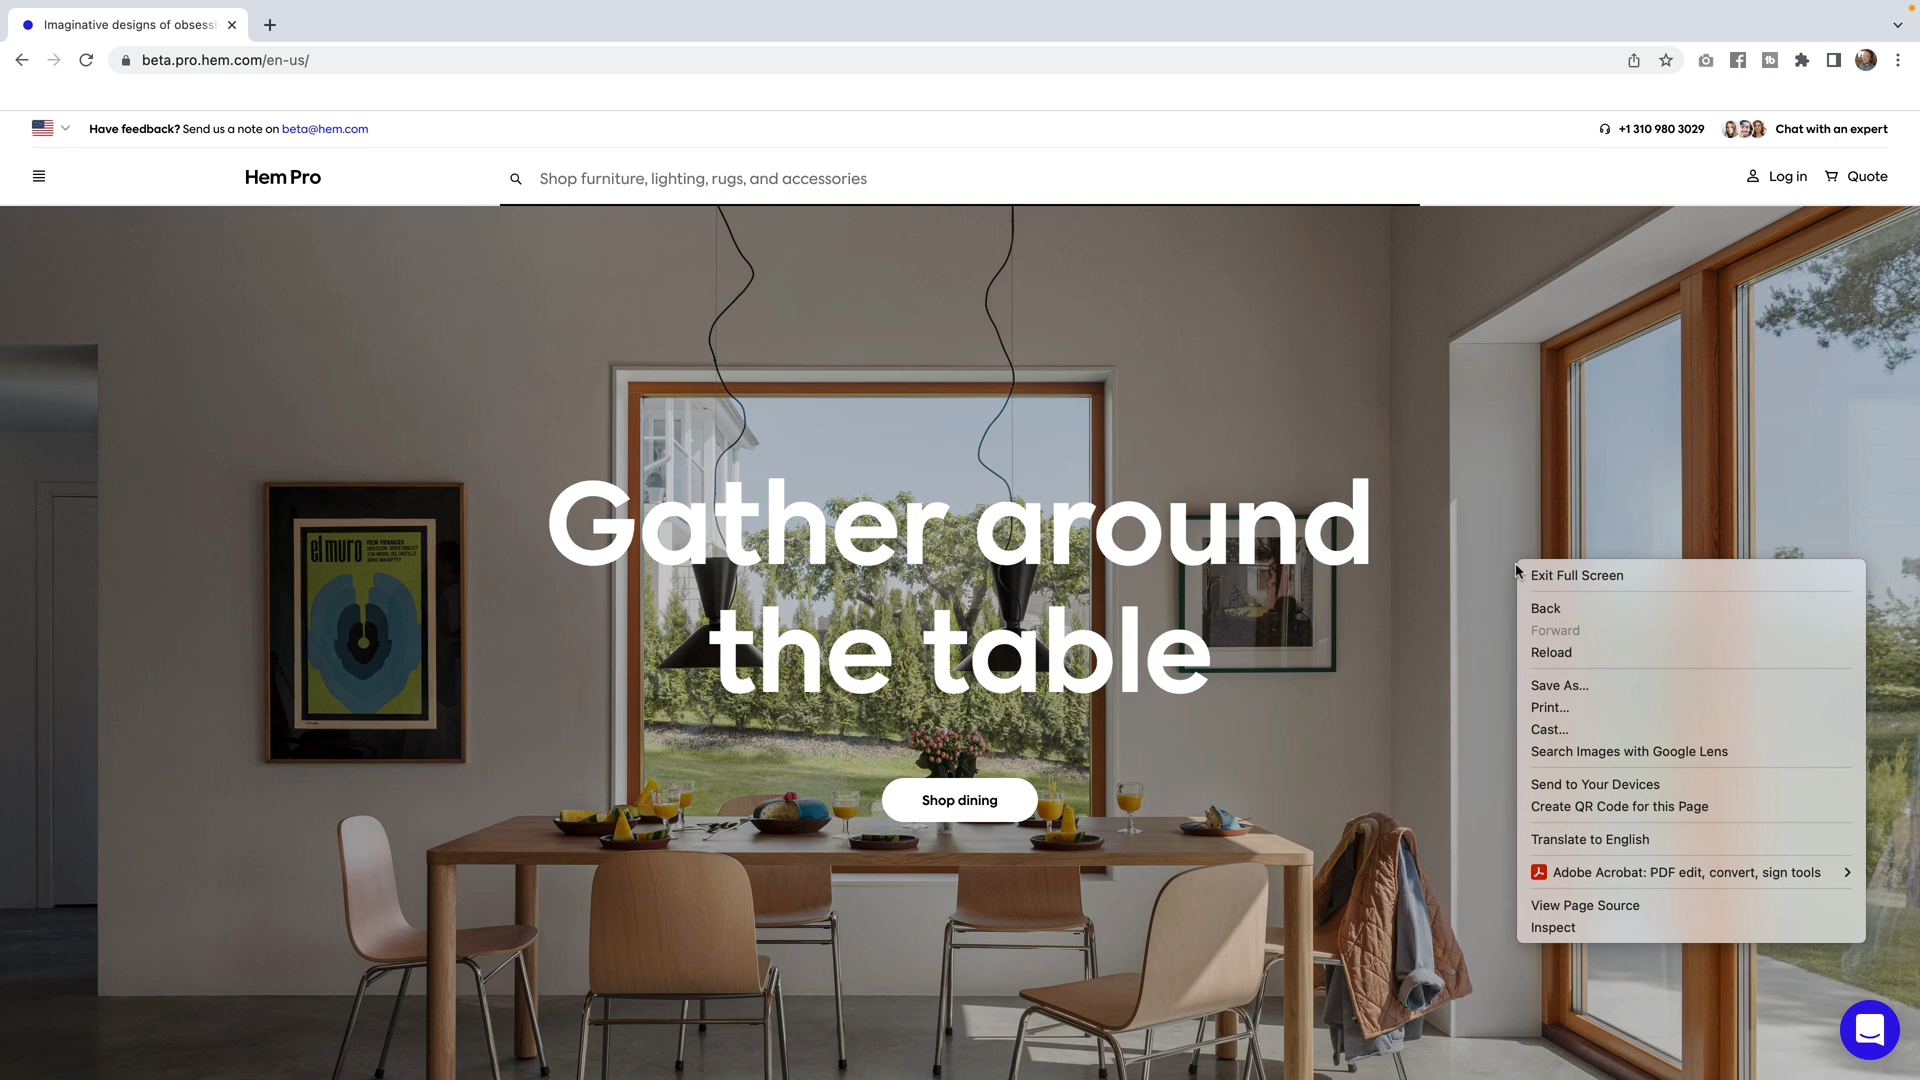 Imaginative designs of obsessi
beta.pro.hem.com/en-us/
Have feedback? Send us a note on beta@hem.com
+1 310 980 3029
Chat with an expert
Hem Pro
Shop furniture, lighting, rugs, and accessories
Log in
Quote
Gather around
the table
Shop dining
el muro
FILM FRANCES
Exit Full Screen
Back
Forward
Reload
Save As...
Print...
Cast...
Search Images with Google Lens
Send to Your Devices
Create QR Code for this Page
Translate to English
Adobe Acrobat: PDF edit, convert, sign tools
View Page Source
Inspect